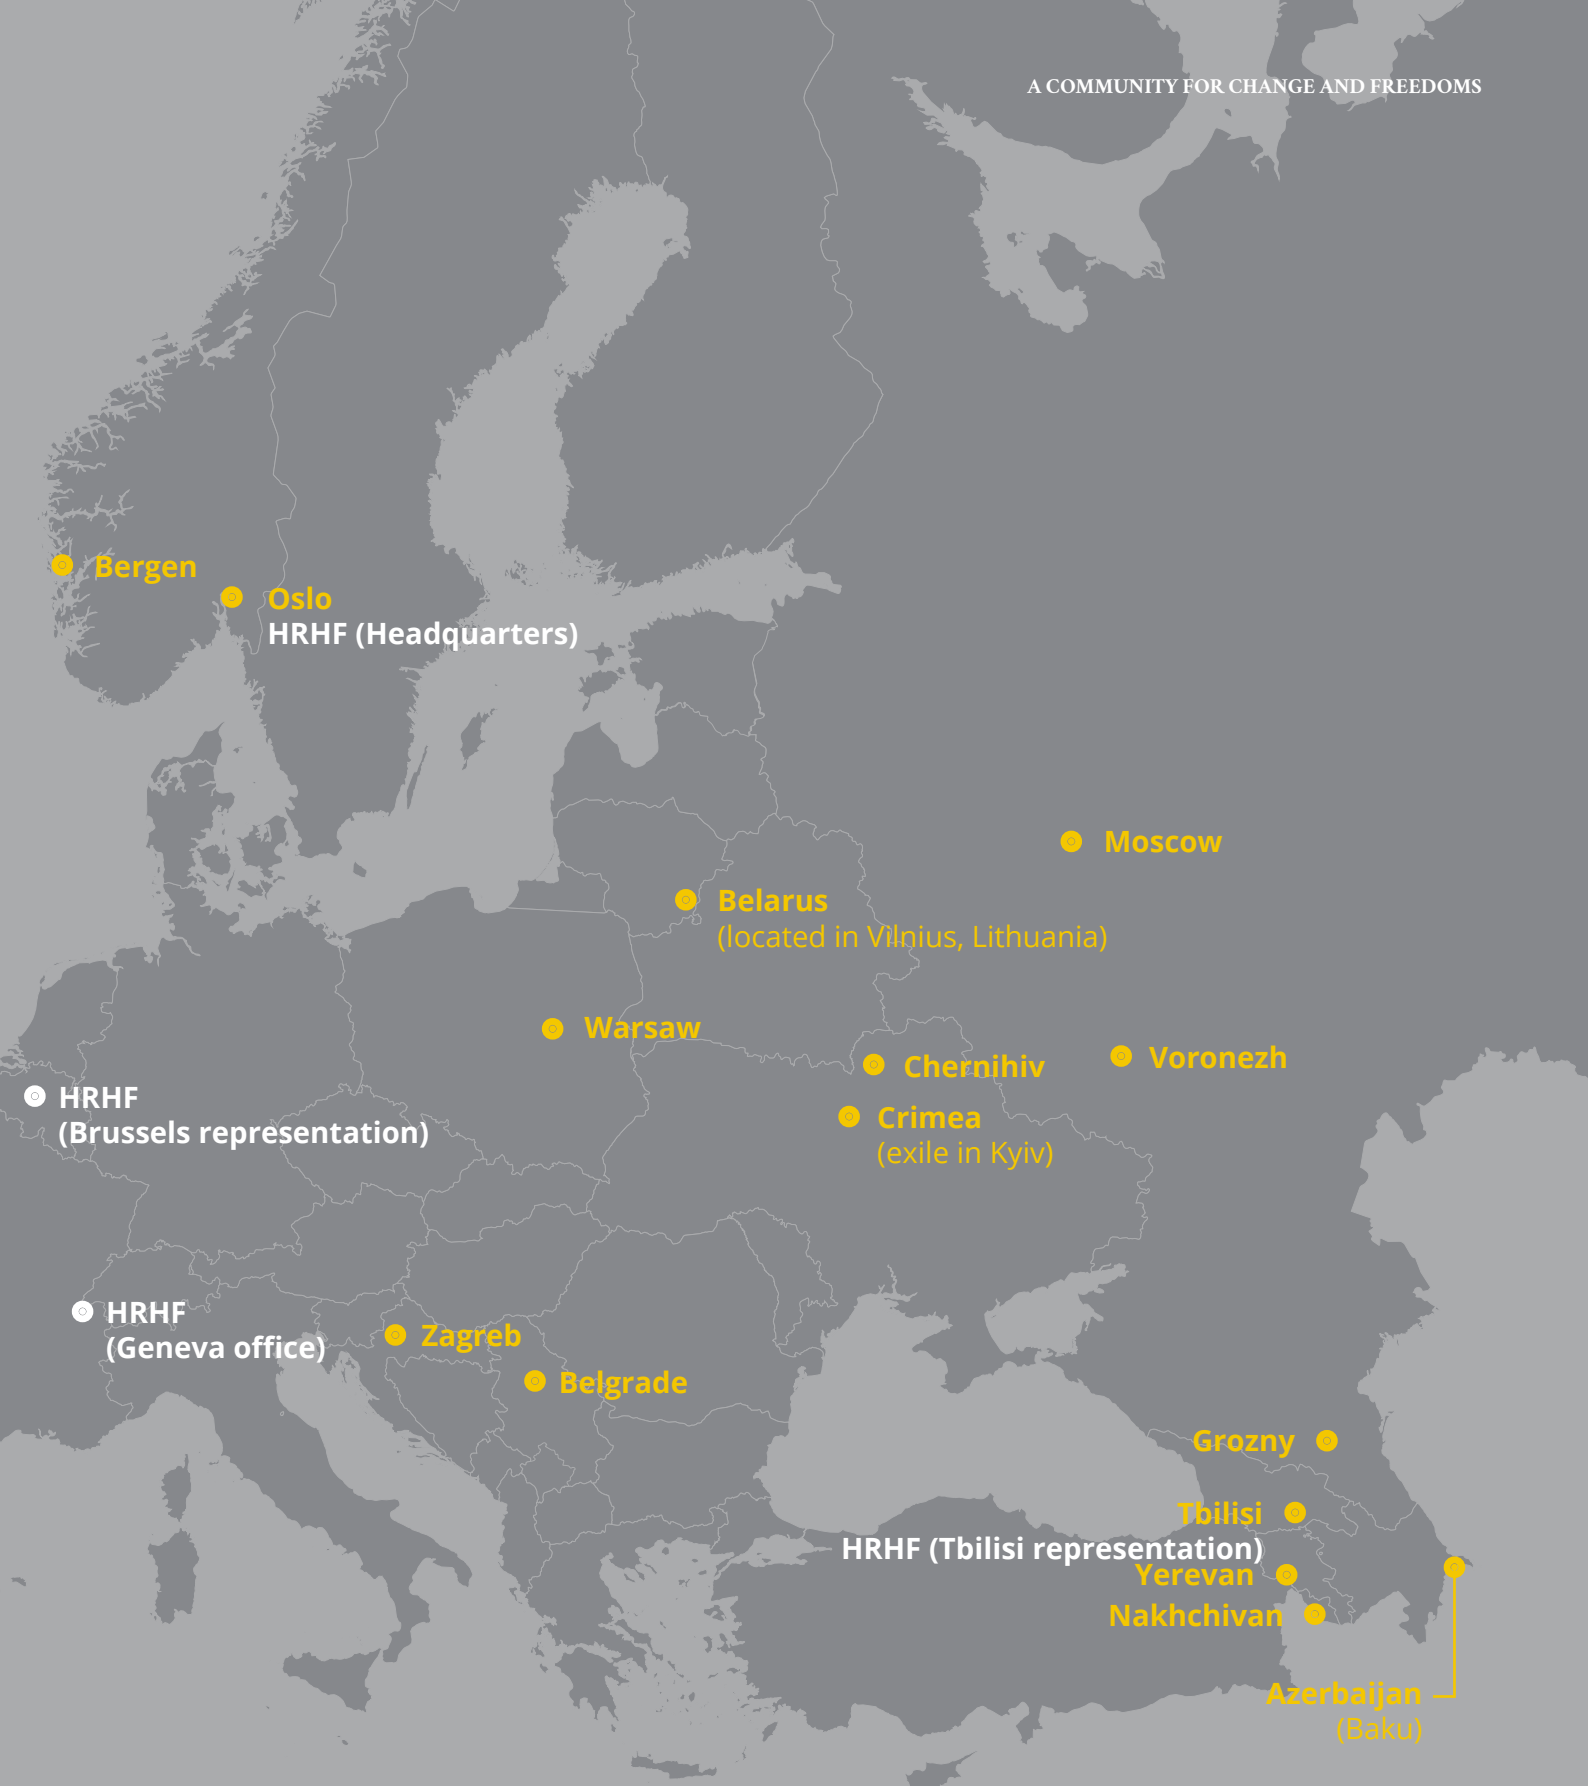 A COMMUNITY FOR CHANGE AND FREEDOMS
Bergen
Oslo
HRHF (Headquarters)
Moscow
Belarus
(located in Vilnius, Lithuania)
Warsaw
Chernihiv
Voronezh
HRHF
(Brussels representation)
Crimea
(exile in Kyiv)
HRHF
(Geneva office)
Zagreb
Belgrade
Grozny
Tbilisi
HRHF (Tbilisi representation)
Yerevan
Nakhchivan
Azerbaijan
(Baku)